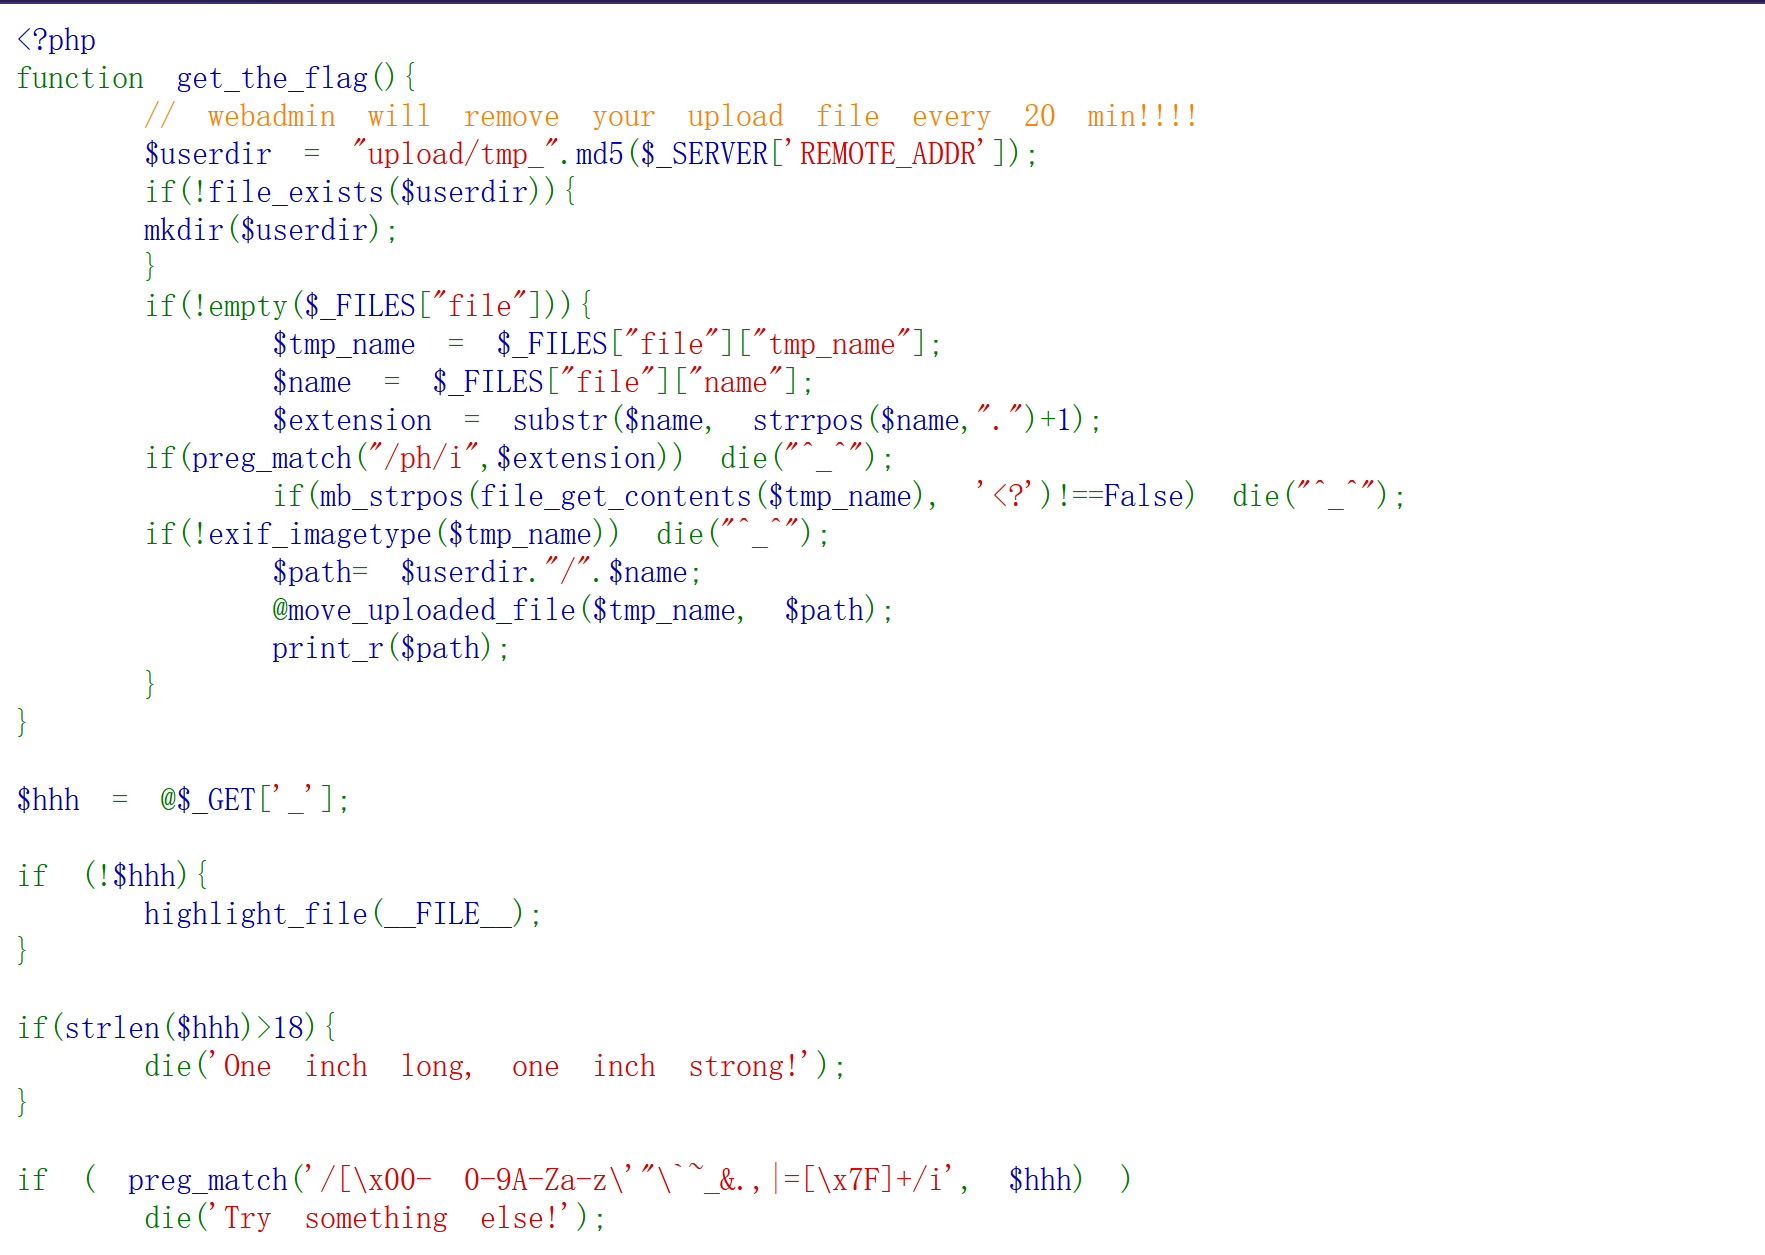 <?php
function get_the_flag(){
// webadmin will remove your upload file every 20 min!!!!
$userdir = "upload/tmp_".md5($_SERVER['REMOTE_ADDR']);
if(!file_exists($userdir)){
mkdir($userdir);
}
if(!empty($_FILES["file"])){
$tmp_name = $_FILES["file"]["tmp_name"];
$name = $_FILES["file"]["name"];
$extension = substr($name, strrpos($name,".")+1);
if(preg_match("/ph/i",$extension)) die("^_^");
if(mb_strpos(file_get_contents($tmp_name), '<?')!==False) die("^_^");
if(!exif_imagetype($tmp_name)) die("^_^");
$path= $userdir."/".$name;
@move_uploaded_file($tmp_name, $path);
print_r($path);
}
}
$hhh = @$_GET['_'];
if (!$hhh){
highlight_file(__FILE__);
}
if(strlen($hhh)>18){
die('One inch long, one inch strong!');
}
if ( preg_match('/[\x00- 0-9A-Za-z\'"\`~_&.,|=[\x7F]+/i', $hhh) )
die('Try something else!');